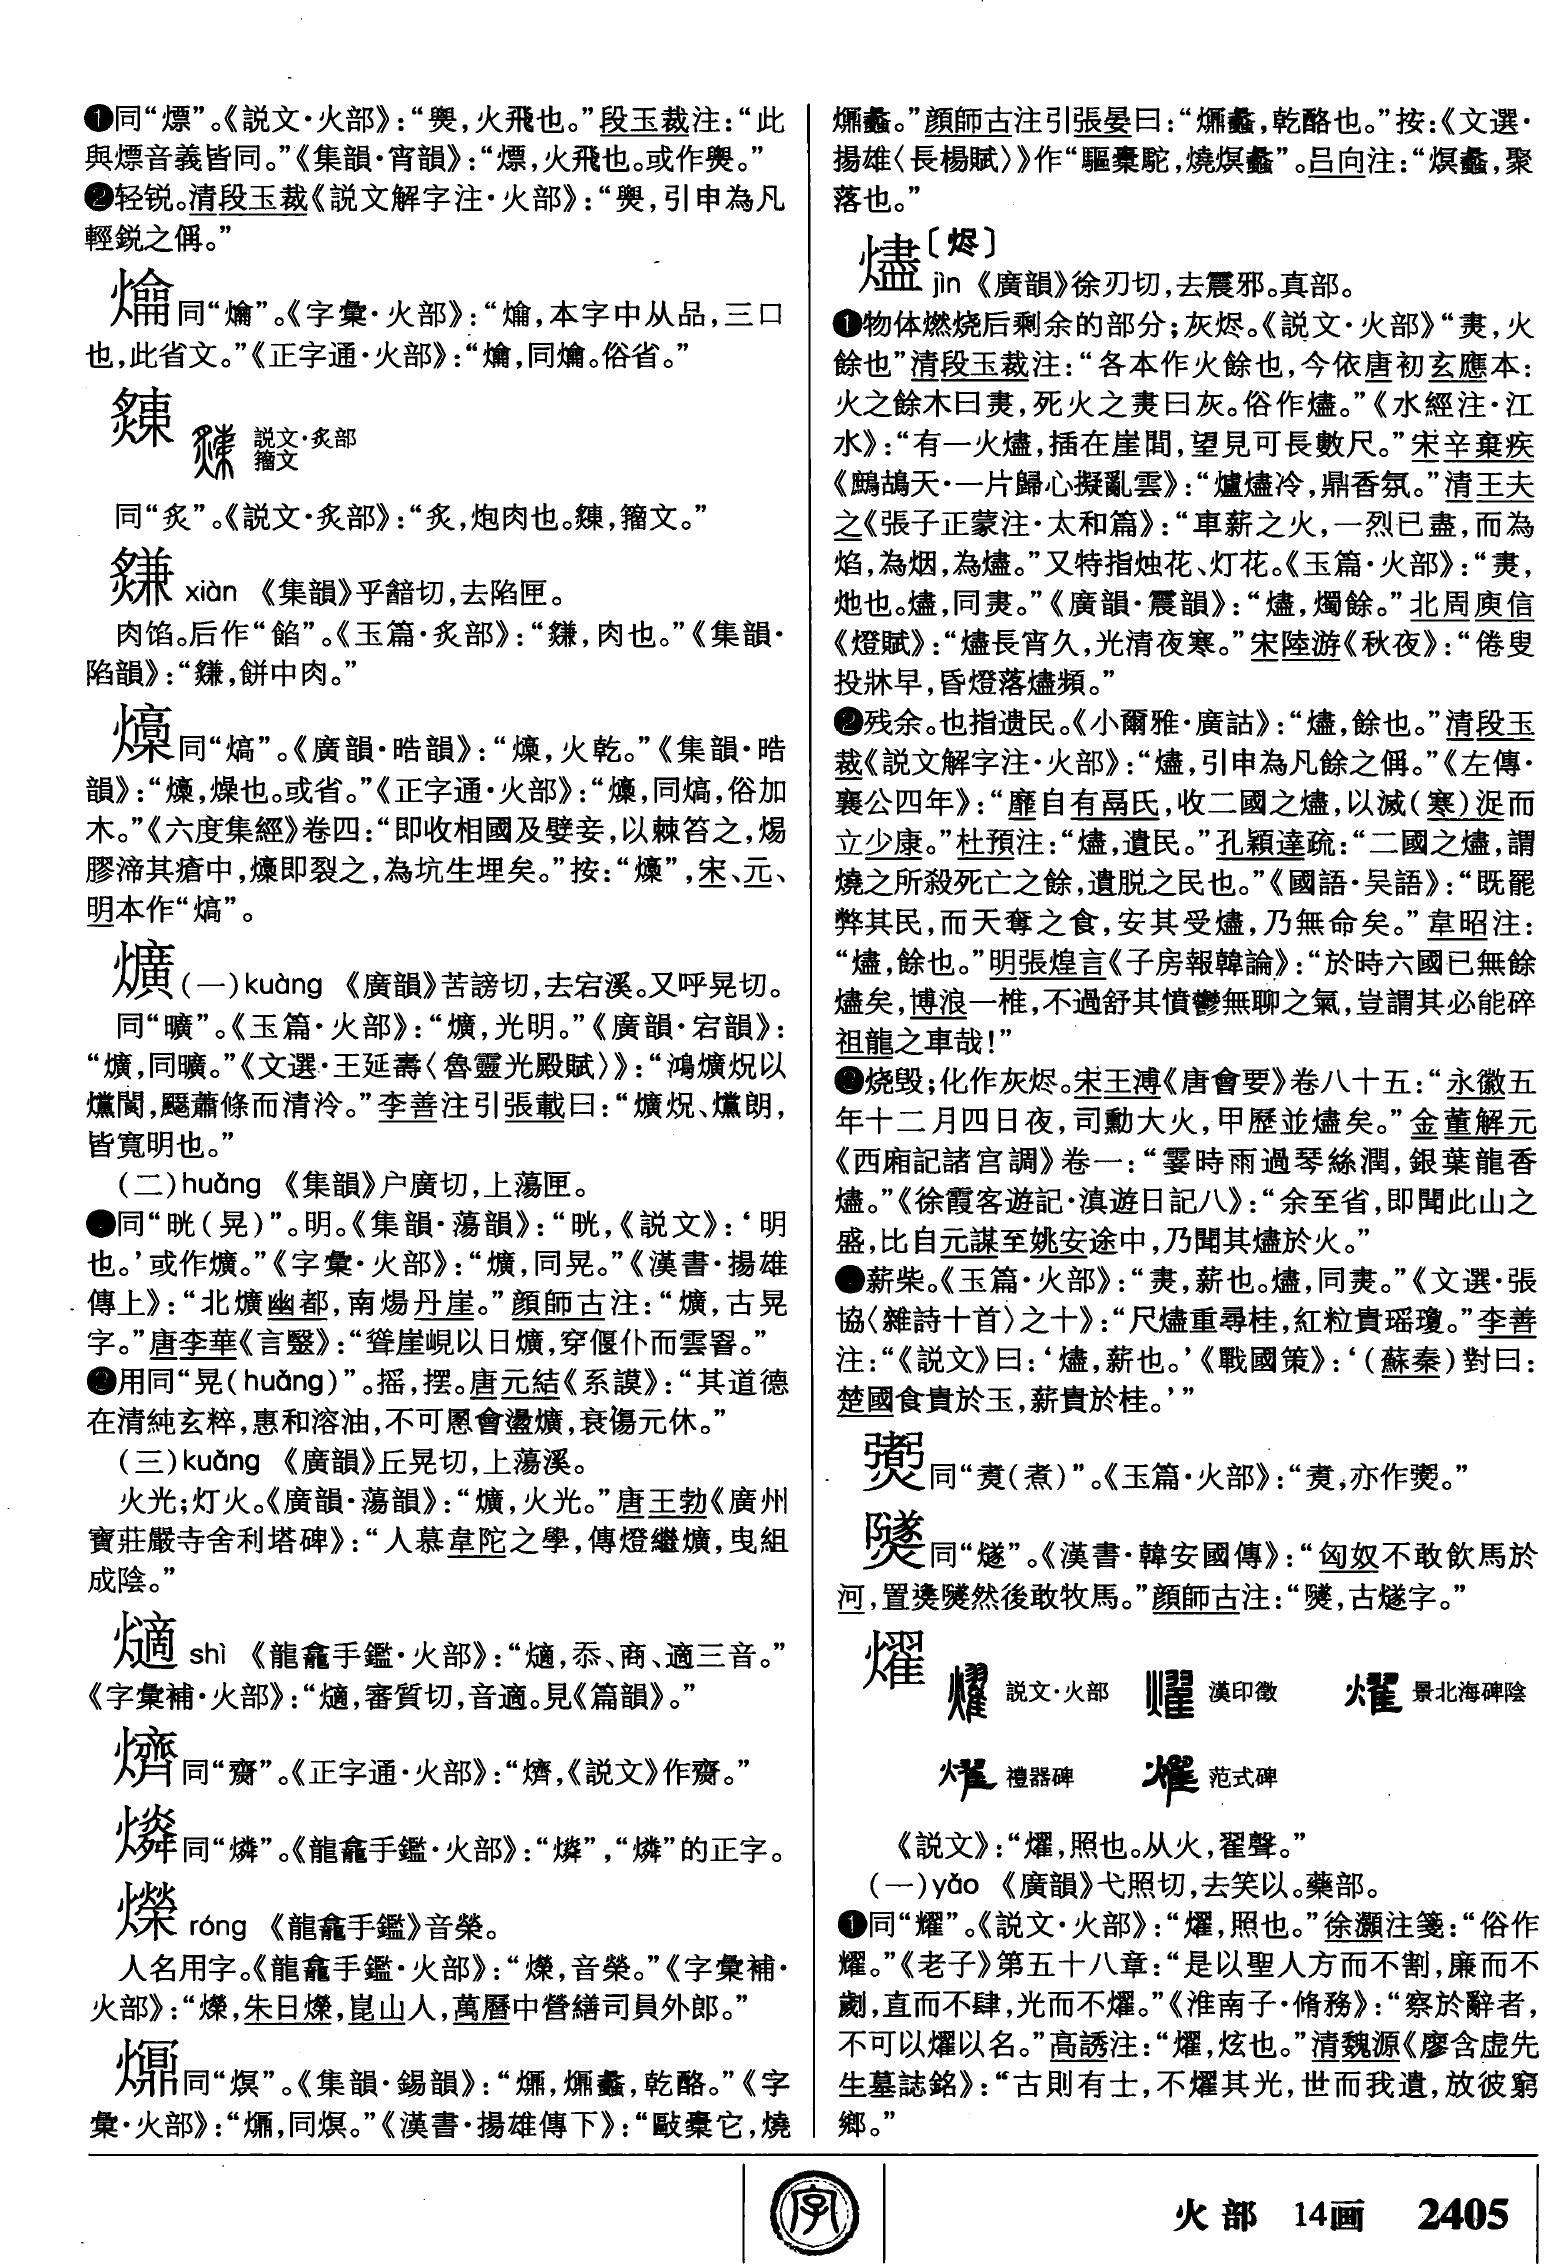 ❶同“熛”。《説文·火部》：“㷠，火飛也。”段玉裁注：“此
與熛音義皆同。”《集韻·宵韻》：“熛，火飛也。或作㷠。”
❷轻锐。清段玉裁《説文解字注·火部》：“㷠，引申為凡
輕鋭之偁。”
同“爚”。《字彙·火部》：“爚，本字中从品，三口
也，此省文。”《正字通·火部》：“同爚。俗省。”
説文·炙部
籀文
同“炙”。《説文·炙部》：“炙，炮肉也。𤏷，籀文。”
xiàn 《集韻》乎韽切，去陷匣。
肉馅。后作“餡”。《玉篇·炙部》：“肉也。”《集韻·
陷韻》：“餅中肉。”
同“熇”。《廣韻·晧韻》：“燺，火乾。”《集韻·晧
韻》：“燺，燥也。或省。”《正字通·火部》：“燺，同熇，俗加
木。”《六度集經》卷四：“即收相國及嬖妾，以棘笞之，煬
膠渧其瘡中，燺即裂之，為坑生埋矣。”按：“燺”，宋、元、
明本作“熇”。
爌(一)kuàng 《廣韻》苦謗切，去宕溪。又呼晃切。
同“曠”。《玉篇·火部》：“爌，光明。”《廣韻·宕韻》：
“爌，同曠。”《文選·王延壽〈魯靈光殿賦〉》：“鴻爌炾以
爣閬，飋蕭條而清泠。”李善注引張載曰：“爌炾、爣朗，
皆寬明也。”
(二)huǎng 《集韻》户廣切，上蕩匣。
❶同“晄(晃)”。明。《集韻·蕩韻》：“晄，《説文》：‘明
也。’或作爌。”《字彙·火部》：“爌，同晃。”《漢書·揚雄
傳上》：“北爌幽都，南煬丹崖。”顔師古注：“爌，古晃
字。”唐李華《言毉》：“聳崖峴以日爌，穿偃仆而雲罯。”
❷用同“晃(huǎng)”。摇，摆。唐元結《系謨》：“其道德
在清純玄粹，惠和溶油，不可恩會盪爌，衰傷元休。”
(三)kuǎng 《廣韻》丘晃切，上蕩溪。
火光；灯火。《廣韻·蕩韻》：“爌，火光。”唐王勃《廣州
寶莊嚴寺舍利塔碑》：“人慕韋陀之學，傳燈繼爌，曳組
成陰。”
shì 《龍龕手鑑·火部》：“忝、商、適三音。”
《字彙補·火部》：“審質切，音適。見《篇韻》。”
同“齌”。《正字通·火部》：“《説文》作齌。”
同“燐”。《龍龕手鑑·火部》：“”，“燐”的正字。
爃 róng 《龍龕手鑑》音榮。
人名用字。《龍龕手鑑·火部》：“爃，音榮。”《字彙補·
火部》：“爃，朱日爃，崑山人，萬曆中營繕司員外郎。”
同“熐”。《集韻·錫韻》：“㸏，㸏蠡，乾酪。”《字
彙·火部》：“㸏，同熐。”《漢書·揚雄傳下》：“敺橐它，燒
㸏蠡。”顔師古注引張晏曰：“㸏蠡，乾酪也。”按：《文選·
揚雄〈長楊賦〉》作“驅橐駝，燒熐蠡”。吕向注：“熐蠡，聚
落也。”
燼〔烬〕
jìn 《廣韻》徐刃切，去震邪。真部。
❶物体燃烧后剩余的部分；灰烬。《説文·火部》“㶳，火
餘也”清段玉裁注：“各本作火餘也，今依唐初玄應本：
火之餘木曰㶳，死火之㶳曰灰。俗作燼。”《水經注·江
水》：“有一火燼，插在崖間，望見可長數尺。”宋辛棄疾
《鷓鴣天·一片歸心擬亂雲》：“爐燼冷，鼎香氛。”清王夫
之《張子正蒙注·太和篇》：“車薪之火，一烈已盡，而為
焰，為烟，為燼。”又特指烛花、灯花。《玉篇·火部》：“㶳，
灺也。燼，同㶳。”《廣韻·震韻》：“燼，燭餘。”北周庾信
《燈賦》：“燼長宵久，光清夜寒。”宋陸游《秋夜》：“倦叟
投牀早，昏燈落燼頻。”
❷残余。也指遗民。《小爾雅·廣詁》：“燼，餘也。”清段玉
裁《説文解字注·火部》：“燼，引申為凡餘之偁。”《左傳·
襄公四年》：“靡自有鬲氏，收二國之燼，以滅(寒)浞而
立少康。”杜預注：“燼，遺民。”孔穎達疏：“二國之燼，謂
燒之所殺死亡之餘，遺脱之民也。”《國語·吴語》：“既罷
弊其民，而天奪之食，安其受燼，乃無命矣。”韋昭注：
“燼，餘也。”明張煌言《子房報韓論》：“於時六國已無餘
燼矣，博浪一椎，不過舒其憤鬱無聊之氣，豈謂其必能碎
祖龍之車哉！”
❸烧毁；化作灰烬。宋王溥《唐會要》卷八十五：“永徽五
年十二月四日夜，司勳大火，甲歷並燼矣。”金董解元
《西廂記諸宫調》卷一：“霎時雨過琴絲潤，銀葉龍香
燼。”《徐霞客遊記·滇遊日記八》：“余至省，即聞此山之
盛，比自元謀至姚安途中，乃聞其燼於火。”
❹薪柴。《玉篇·火部》：“㶳，薪也。燼，同㶳。”《文選·張
協〈雜詩十首〉之十》：“尺燼重尋桂，紅粒貴瑶瓊。”李善
注：“《説文》曰：‘燼，薪也。’《戰國策》：‘(蘇秦)對曰：
楚國食貴於玉，薪貴於桂。’”
同“煑(煮)”。《玉篇·火部》：“煑，亦作。”
同“燧”。《漢書·韓安國傳》：“匈奴不敢飲馬於
河，置㷭㸂然後敢牧馬。”顔師古注：“㸂，古燧字。”
燿
説文·火部 漢印徵 景北海碑陰
禮器碑 范式碑
《説文》：“燿，照也。从火，翟聲。”
(一)yǎo 《廣韻》弋照切，去笑以。藥部。
❶同“耀”。《説文·火部》：“燿，照也。”徐灝注箋：“俗作
耀。”《老子》第五十八章：“是以聖人方而不割，廉而不
劌，直而不肆，光而不燿。”《淮南子·脩務》：“察於辭者，
不可以燿以名。”高誘注：“燿，炫也。”清魏源《廖含虚先
生墓誌銘》：“古則有士，不燿其光，世而我遺，放彼窮
鄉。”
字
火部 14画 2405